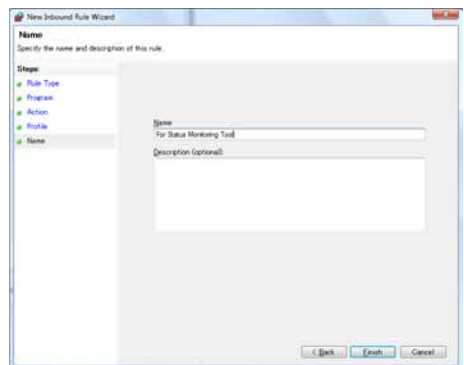 New Inbound Rule Wizard
Name
Specify the name and description of this rule.
Steps:
Rule Type
Program
Action
Profile
Name
Name
For Status Monitoring Tool
Description (optional):
< Back
Finish
Cancel